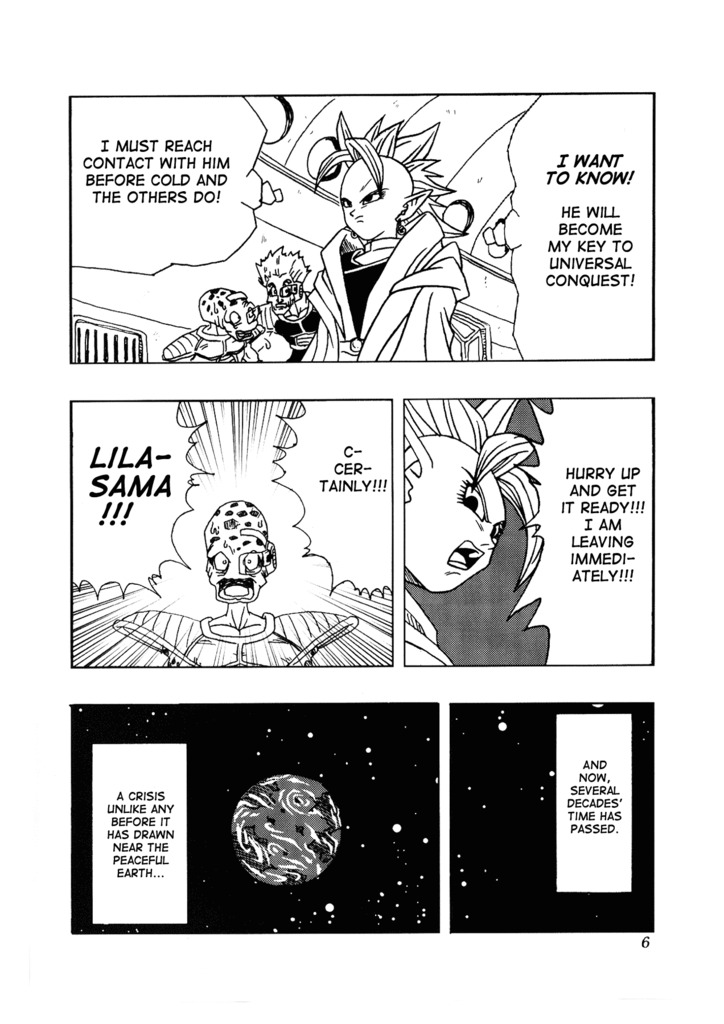 I WANT
TO KNOW!
HE WILL
BECOME
MY KEY TO
UNIVERSAL
CONQUEST!
I MUST REACH
CONTACT WITH HIM
BEFORE COLD AND
THE OTHERS DO!
HURRY UP
AND GET
IT READY!!!
I AM
LEAVING
IMMEDI-
ATELY!!!
C-
CER-
TAINLY!!!
LILA-
SAMA
!!!
AND
NOW,
SEVERAL
DECADES'
TIME HAS
PASSED.
A CRISIS
UNLIKE ANY
BEFORE IT
HAS DRAWN
NEAR THE
PEACEFUL
EARTH...
6